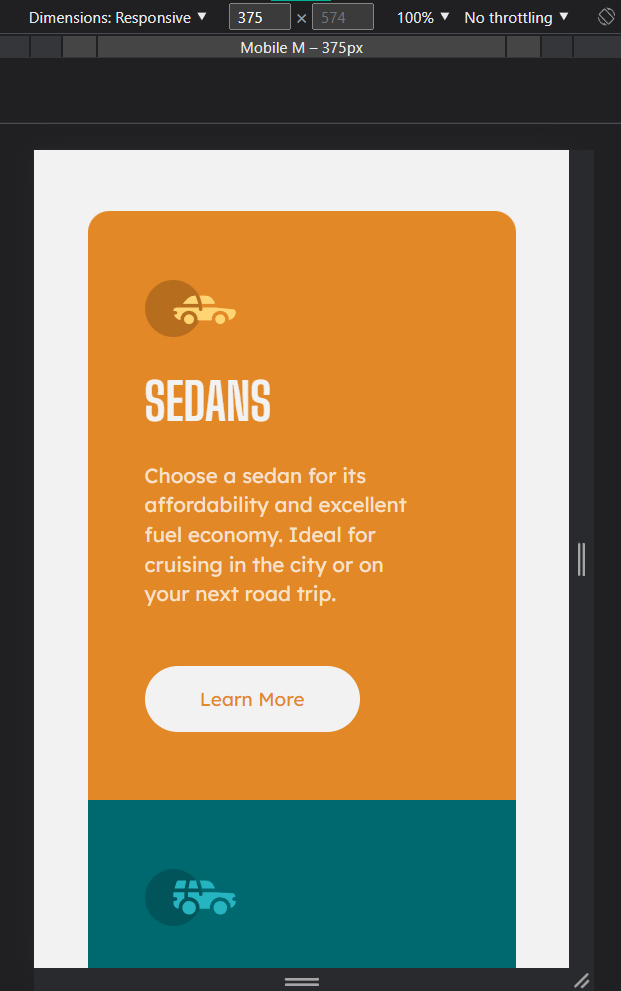 Dimensions: Responsive ▼ 375 × 574 100% ▼ No throttling ▼
Mobile M – 375px
SEDANS
Choose a sedan for its
affordability and excellent
fuel economy. Ideal for
cruising in the city or on
your next road trip.
Learn More